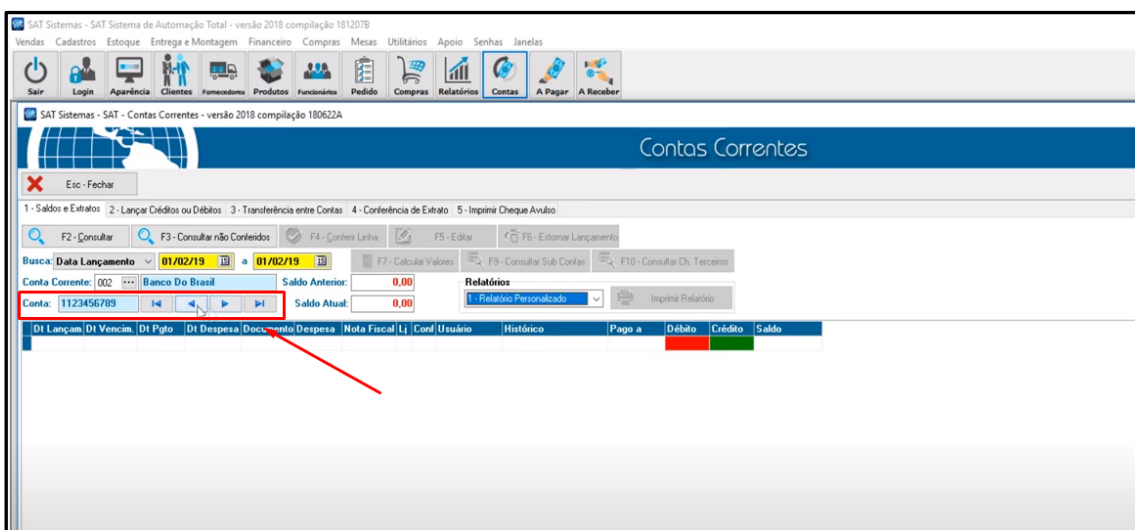 SAT Sistemas - SAT Sistema de Automação Total - versão 2018 compilação 181207B
Vendas Cadastros Estoque Entrega e Montagem Financeiro Compras Mesas Utilitários Apoio Senhas Janelas
Sair Login Aparência Clientes Fornecedores Produtos Funcionários Pedido Compras Relatórios Contas A Pagar A Receber
SAT Sistemas - SAT - Contas Correntes - versão 2018 compilação 180622A
Contas Correntes
Esc - Fechar
1 - Saldos e Extratos 2 - Lançar Créditos ou Débitos 3 - Transferência entre Contas 4 - Conferência de Extrato 5 - Imprimir Cheque Avulso
F2 - Consultar F3 - Consultar não Conferidos F4 - Conferir Linha F5 - Editar F6 - Estornar Lançamento
Busca: Data Lançamento 01/02/19 15 a 01/02/19 15 F7 - Calcular Valores F9 - Consultar Sub Contas F10 - Consultar Ch. Terceiros
Conta Corrente: 002 ... Banco Do Brasil Saldo Anterior: 0,00 Relatórios
Conta: 1123456789 Saldo Atual: 0,00 1 - Relatório Personalizado Imprimir Relatório
Dt Lançam Dt Vencim. Dt Pgto Dt Despesa Documento Despesa Nota Fiscal Lj Conf Usuário Histórico Pago a Débito Crédito Saldo